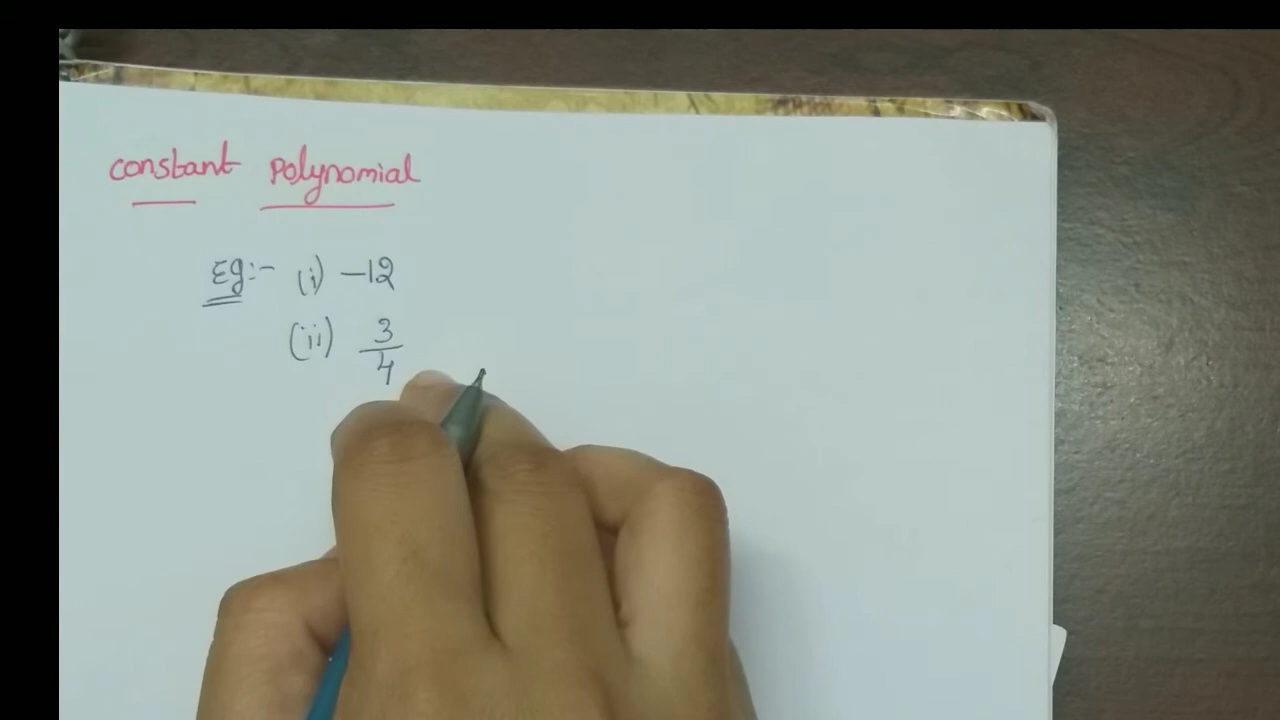 constant Polynomial
Eg:- (i) -12
(ii) 3/4